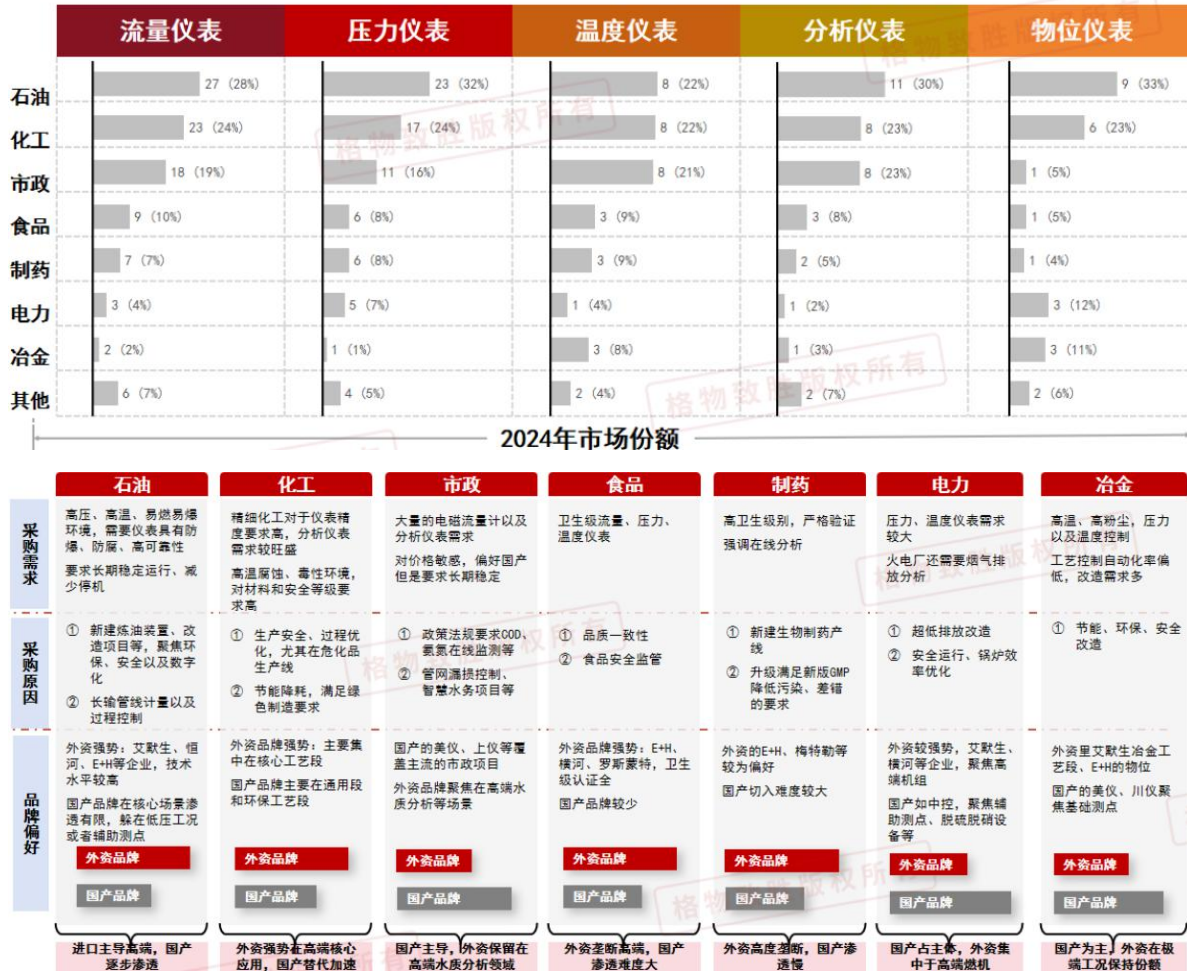 流量仪表 压力仪表 温度仪表 分析仪表 物位仪表
石油 27 (28%) 23 (32%) 8 (22%) 11 (30%) 9 (33%)
化工 23 (24%) 17 (24%) 8 (22%) 8 (23%) 6 (23%)
市政 18 (19%) 11 (16%) 8 (21%) 8 (23%) 1 (5%)
食品 9 (10%) 6 (8%) 3 (9%) 3 (8%) 1 (5%)
制药 7 (7%) 6 (8%) 3 (9%) 2 (5%) 1 (4%)
电力 3 (4%) 5 (7%) 1 (4%) 1 (2%) 3 (12%)
冶金 2 (2%) 1 (1%) 3 (8%) 1 (3%) 3 (11%)
其他 6 (7%) 4 (5%) 2 (4%) 2 (7%) 2 (6%)
格物致胜版权所有
2024年市场份额
石油 化工 市政 食品 制药 电力 冶金
采购需求
高压、高温、易燃易爆
环境，需要仪表具有防
爆、防腐、高可靠性
要求长期稳定运行、减
少停机
精细化工对于仪表精
度要求高，分析仪表
需求较旺盛
高温腐蚀、毒性环境，
对材料和安全等级要
求高
大量的电磁流量计以及
分析仪表需求
对价格敏感，偏好国产
但是要求长期稳定
卫生级流量、压力、
温度仪表
高卫生级别，严格验证
强调在线分析
压力、温度仪表需求
较大
火电厂还需要烟气排
放分析
高温、高粉尘，压力
以及温度控制
工艺控制自动化率偏
低，改造需求多
采购原因
① 新建炼油装置、改
造项目等，聚焦环
保、安全以及数字
化
② 长输管线计量以及
过程控制
① 生产安全、过程优
化，尤其在危化品
生产线
② 节能降耗，满足绿
色制造要求
① 政策法规要求COD、
氨氮在线监测等
② 管网漏损控制、
智慧水务项目等
① 品质一致性
② 食品安全监管
① 新建生物制药产
线
② 升级满足新版GMP
降低污染、差错
的要求
① 超低排放改造
② 安全运行、锅炉效
率优化
① 节能、环保、安全
改造
品牌偏好
外资强势：艾默生、恒
河、E+H等企业，技术
水平较高
国产品牌在核心场景渗
透有限，躲在低压工况
或者辅助测点
外资品牌强势：主要集
中在核心工艺段
国产品牌主要在通用段
和环保工艺段
国产的美仪、上仪等覆
盖主流的市政项目
外资品牌聚焦在高端水
质分析等场景
外资品牌强势：E+H、
横河、罗斯蒙特，卫生
级认证全
国产品牌较少
外资的E+H、梅特勒等
较为偏好
国产切入难度较大
外资较强势，艾默生、
横河等企业，聚焦高
端机组
国产如中控，聚焦辅
助测点、脱硫脱硝设
备等
外资里艾默生冶金工
艺段、E+H的物位
国产的美仪、川仪聚
焦基础测点
外资品牌 外资品牌 外资品牌 外资品牌 外资品牌 外资品牌 外资品牌
国产品牌 国产品牌 国产品牌 国产品牌 国产品牌 国产品牌 国产品牌
进口主导高端，国产
逐步渗透
外资强势在高端核心
应用，国产替代加速
国产主导，外资保留在
高端水质分析领域
外资垄断高端，国产
渗透难度大
外资高度垄断，国产渗
透慢
国产占主体，外资集
中于高端燃机
国产为主，外资在极
端工况保持份额